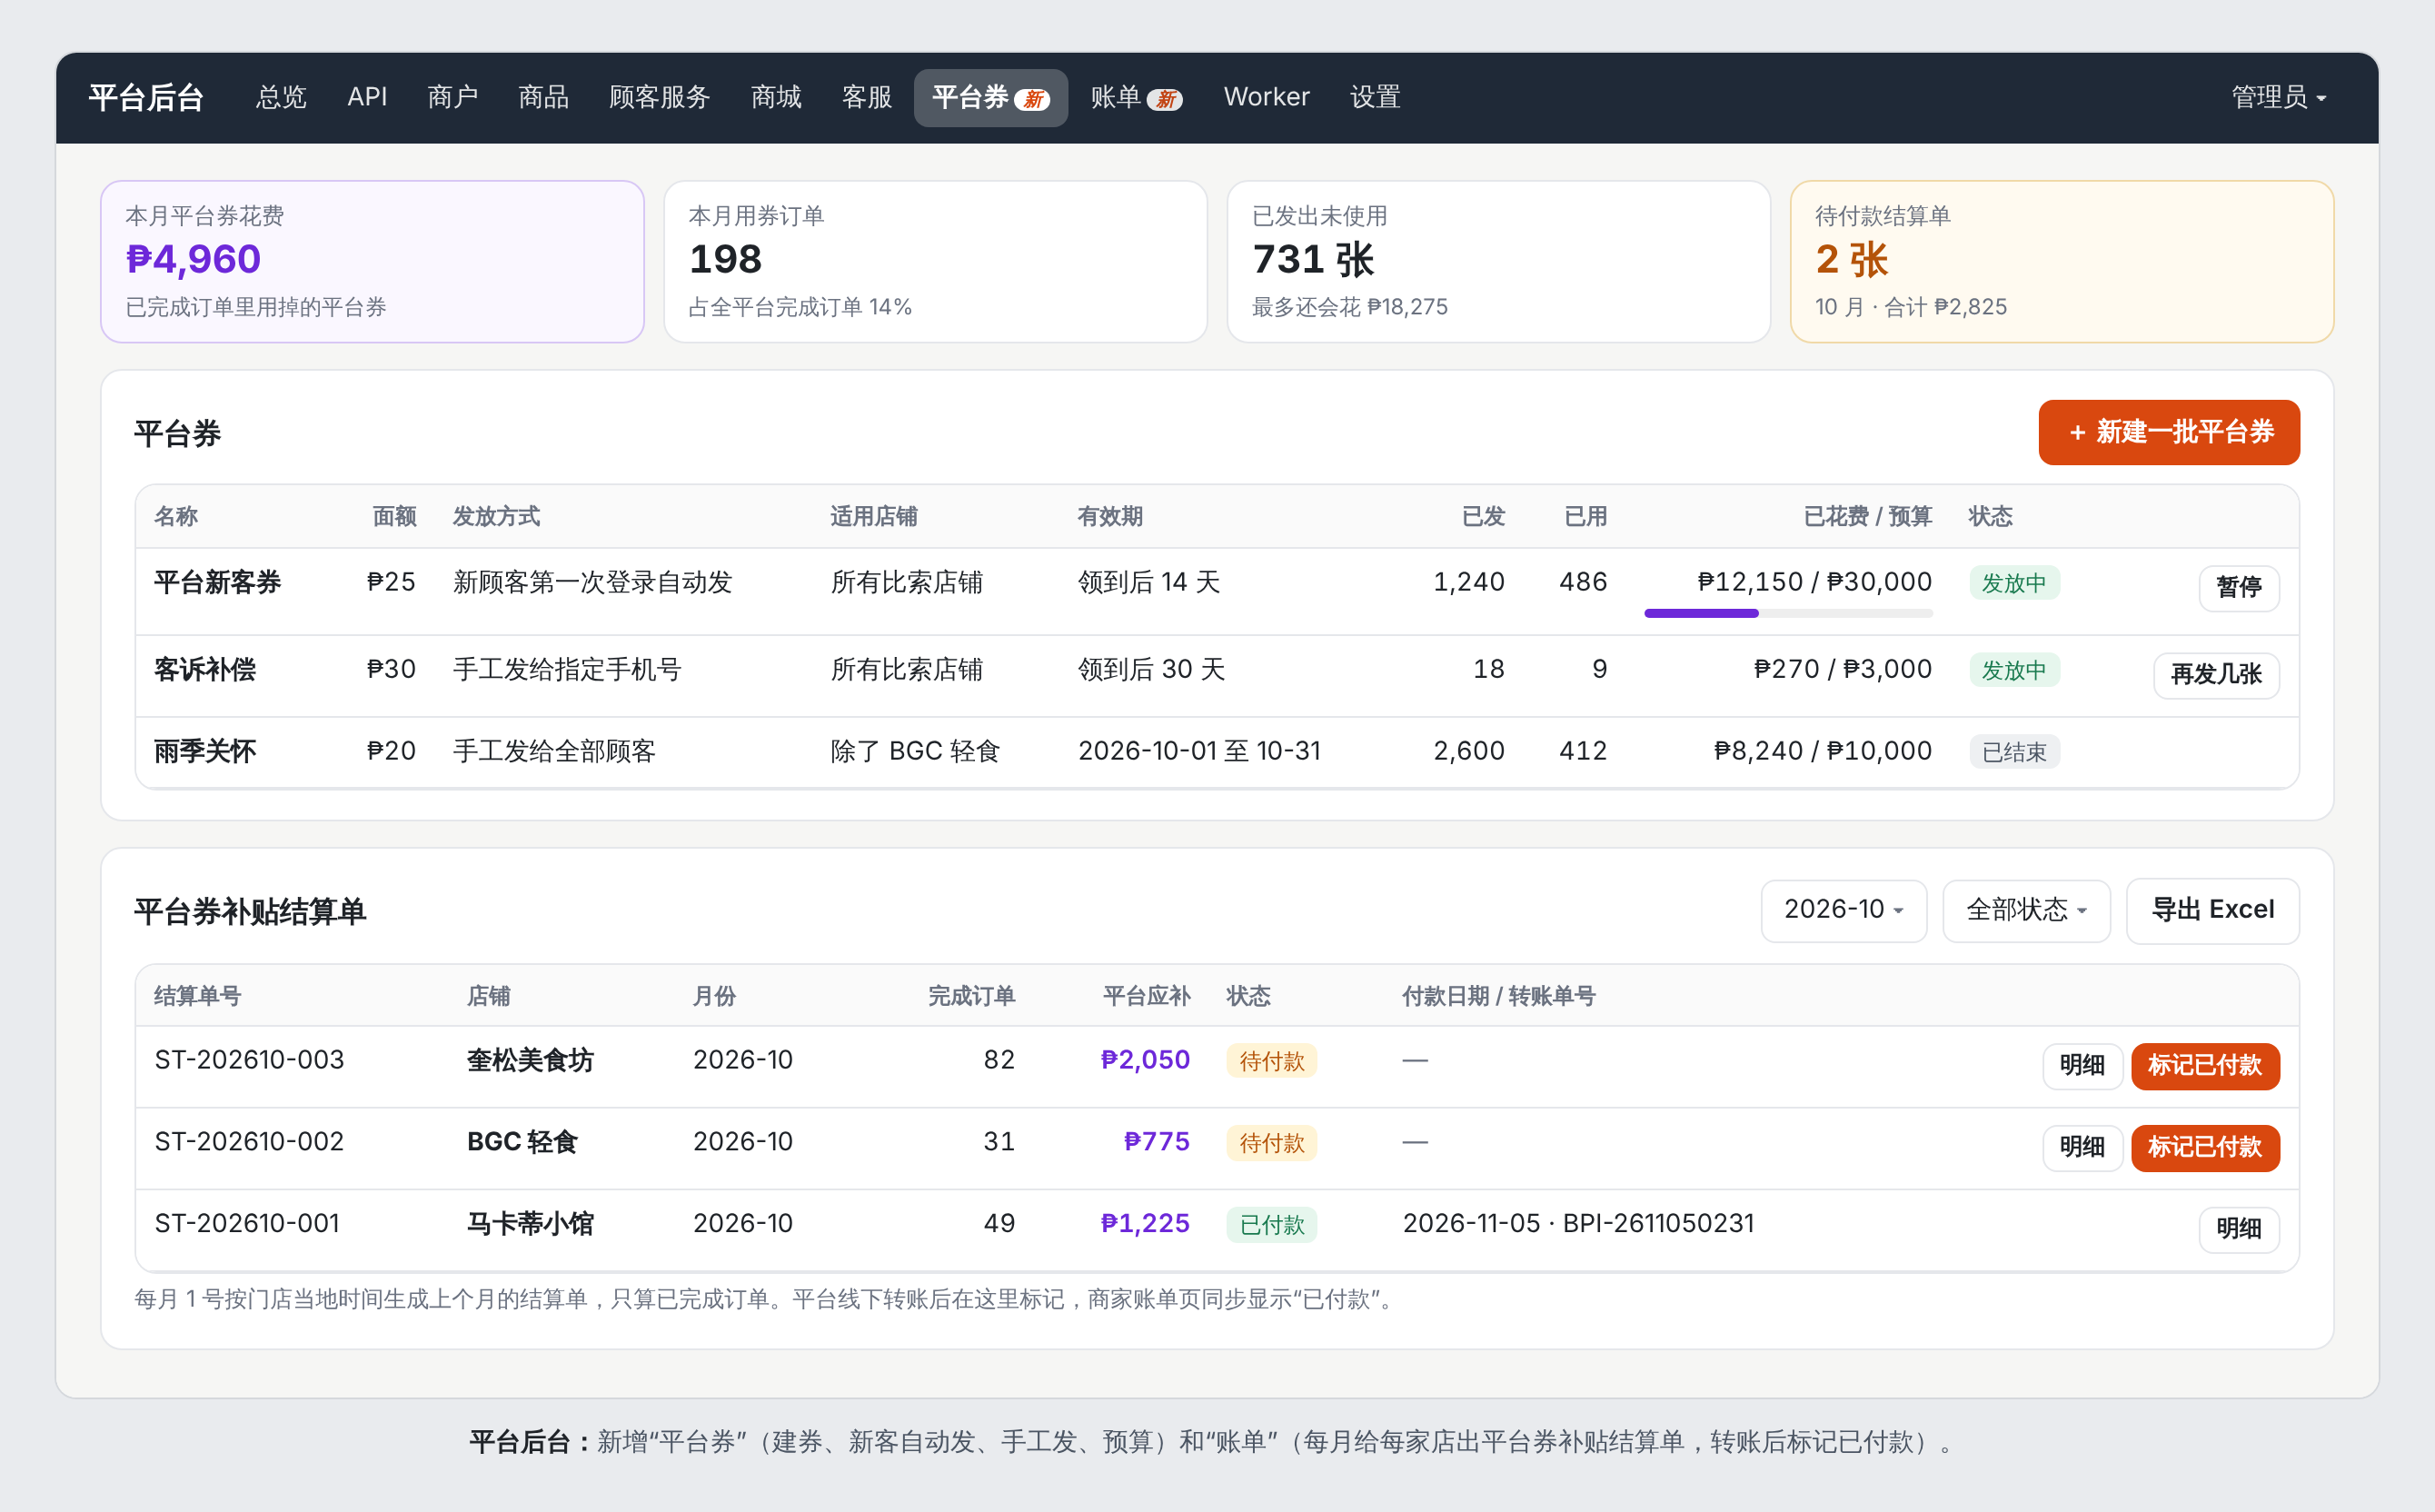 平台后台 总览 API 商户 商品 顾客服务 商城 客服 平台券 新 账单 新 Worker 设置 管理员
本月平台券花费
₱4,960
已完成订单里用掉的平台券
本月用券订单
198
占全平台完成订单 14%
已发出未使用
731 张
最多还会花 ₱18,275
待付款结算单
2 张
10 月 · 合计 ₱2,825
平台券
+ 新建一批平台券
名称 面额 发放方式 适用店铺 有效期 已发 已用 已花费 / 预算 状态
平台新客券 ₱25 新顾客第一次登录自动发 所有比索店铺 领到后 14 天 1,240 486 ₱12,150 / ₱30,000 发放中 暂停
客诉补偿 ₱30 手工发给指定手机号 所有比索店铺 领到后 30 天 18 9 ₱270 / ₱3,000 发放中 再发几张
雨季关怀 ₱20 手工发给全部顾客 除了 BGC 轻食 2026-10-01 至 10-31 2,600 412 ₱8,240 / ₱10,000 已结束
平台券补贴结算单
2026-10 全部状态 导出 Excel
结算单号 店铺 月份 完成订单 平台应补 状态 付款日期 / 转账单号
ST-202610-003 奎松美食坊 2026-10 82 ₱2,050 待付款 — 明细 标记已付款
ST-202610-002 BGC 轻食 2026-10 31 ₱775 待付款 — 明细 标记已付款
ST-202610-001 马卡蒂小馆 2026-10 49 ₱1,225 已付款 2026-11-05 · BPI-2611050231 明细
每月 1 号按门店当地时间生成上个月的结算单，只算已完成订单。平台线下转账后在这里标记，商家账单页同步显示“已付款”。
平台后台：新增“平台券”（建券、新客自动发、手工发、预算）和“账单”（每月给每家店出平台券补贴结算单，转账后标记已付款）。